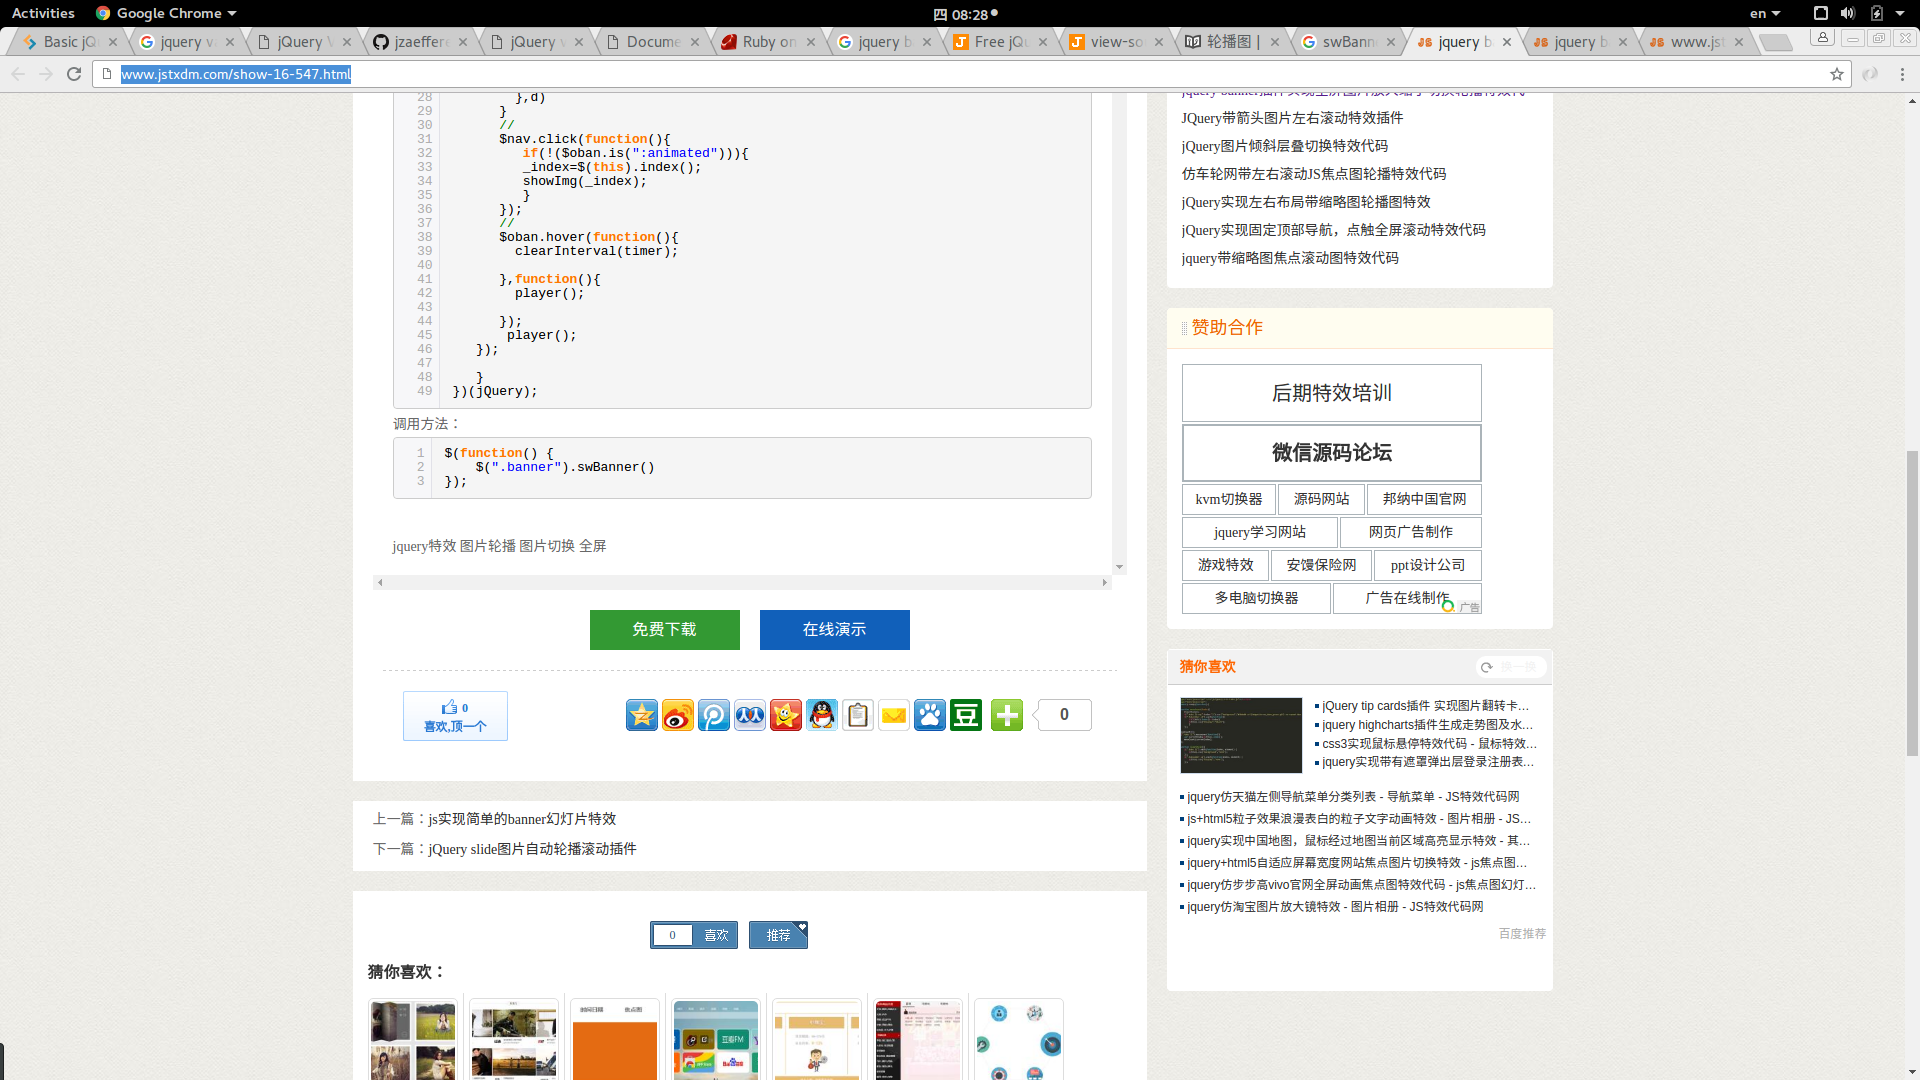 Activities
Google Chrome
四 08:28
en
Basic jQ
jquery v
jQuery V
jzaeffere
jQuery v
Docume
Ruby on
jquery b
Free jQu
view-so
轮播图 |
swBann
jquery b
jquery b
www.jst
www.jstxdm.com/show-16-547.html
28 },d)
29 }
30 //
31 $nav.click(function(){
32 if(!($oban.is(":animated"))){
33 _index=$(this).index();
34 showImg(_index);
35 }
36 });
37 //
38 $oban.hover(function(){
39 clearInterval(timer);
40
41 },function(){
42 player();
43
44 });
45 player();
46 });
47
48 }
49 })(jQuery);
调用方法：
1 $(function() {
2 $(".banner").swBanner()
3 });
jquery特效 图片轮播 图片切换 全屏
免费下载
在线演示
0
喜欢,顶一个
豆
0
上一篇：js实现简单的banner幻灯片特效
下一篇：jQuery slide图片自动轮播滚动插件
0 喜欢
推荐
猜你喜欢：
时间日期 焦点图
豆瓣FM
JQuery带箭头图片左右滚动特效插件
jQuery图片倾斜层叠切换特效代码
仿车轮网带左右滚动JS焦点图轮播特效代码
jQuery实现左右布局带缩略图轮播图特效
jQuery实现固定顶部导航，点触全屏滚动特效代码
jquery带缩略图焦点滚动图特效代码
赞助合作
后期特效培训
微信源码论坛
kvm切换器
源码网站
邦纳中国官网
jquery学习网站
网页广告制作
游戏特效
安馒保险网
ppt设计公司
多电脑切换器
广告在线制作
广告
猜你喜欢
换一换
jQuery tip cards插件 实现图片翻转卡…
jquery highcharts插件生成走势图及水…
css3实现鼠标悬停特效代码 - 鼠标特效…
jquery实现带有遮罩弹出层登录注册表…
jquery仿天猫左侧导航菜单分类列表 - 导航菜单 - JS特效代码网
js+html5粒子效果浪漫表白的粒子文字动画特效 - 图片相册 - JS…
jquery实现中国地图，鼠标经过地图当前区域高亮显示特效 - 其…
jquery+html5自适应屏幕宽度网站焦点图片切换特效 - js焦点图…
jquery仿步步高vivo官网全屏动画焦点图特效代码 - js焦点图幻灯…
jquery仿淘宝图片放大镜特效 - 图片相册 - JS特效代码网
百度推荐